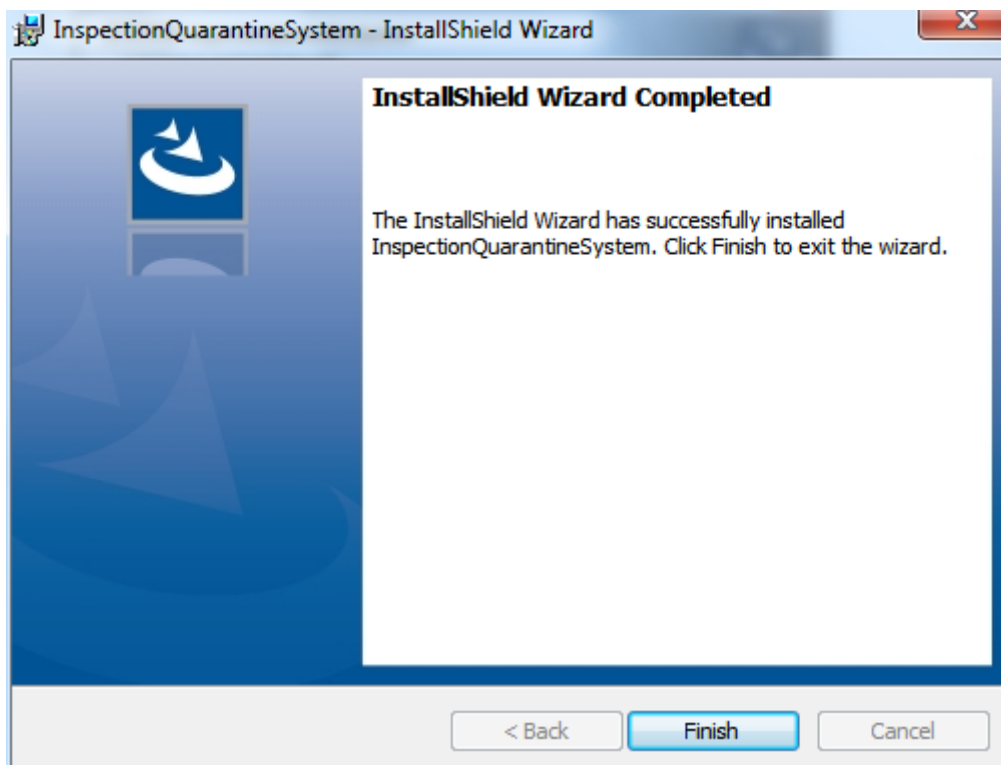 InspectionQuarantineSystem - InstallShield Wizard
X
InstallShield Wizard Completed
The InstallShield Wizard has successfully installed
InspectionQuarantineSystem. Click Finish to exit the wizard.
< Back
Finish
Cancel